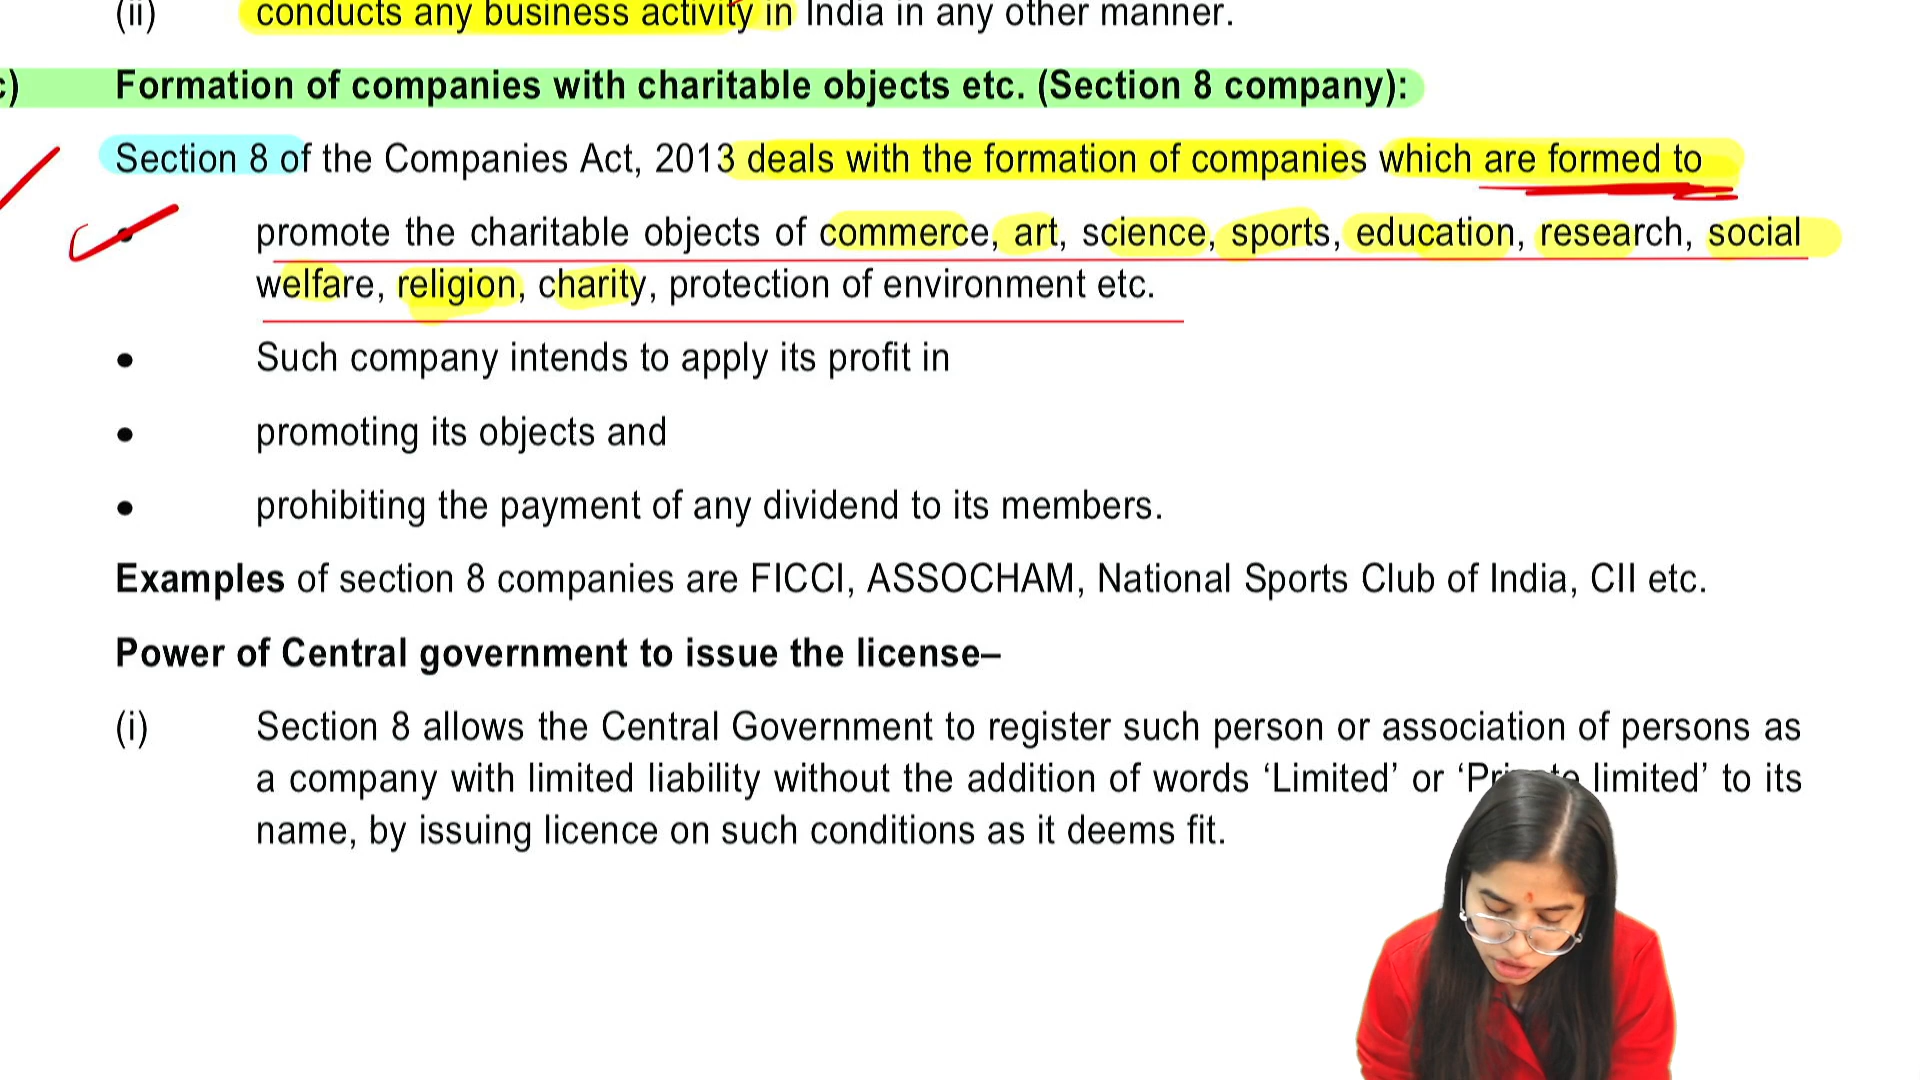 (ii) conducts any business activity in India in any other manner.
c) Formation of companies with charitable objects etc. (Section 8 company):
Section 8 of the Companies Act, 2013 deals with the formation of companies which are formed to
• promote the charitable objects of commerce, art, science, sports, education, research, social
welfare, religion, charity, protection of environment etc.
• Such company intends to apply its profit in
• promoting its objects and
• prohibiting the payment of any dividend to its members.
Examples of section 8 companies are FICCI, ASSOCHAM, National Sports Club of India, CII etc.
Power of Central government to issue the license–
(i) Section 8 allows the Central Government to register such person or association of persons as
a company with limited liability without the addition of words ‘Limited’ or ‘Private limited’ to its
name, by issuing licence on such conditions as it deems fit.